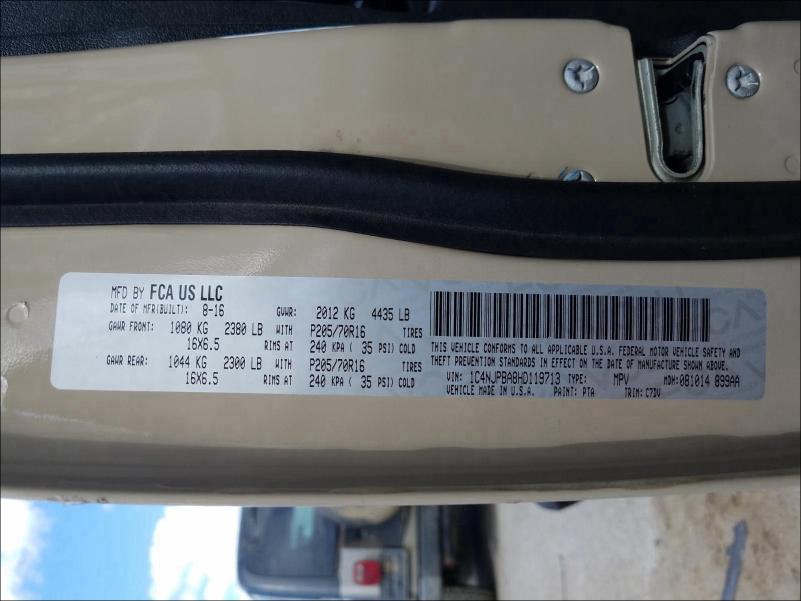 MFD BY FCA US LLC
DATE OF MFR(BUILT): 8-16 GVWR: 2012 KG 4435 LB
GAWR FRONT: 1080 KG 2380 LB WITH P205/70R16 TIRES
16X6.5 RIMS AT 240 KPA ( 35 PSI) COLD
GAWR REAR: 1044 KG 2300 LB WITH P205/70R16 TIRES
16X6.5 RIMS AT 240 KPA ( 35 PSI) COLD
THIS VEHICLE CONFORMS TO ALL APPLICABLE U.S.A. FEDERAL MOTOR VEHICLE SAFETY AND
THEFT PREVENTION STANDARDS IN EFFECT ON THE DATE OF MANUFACTURE SHOWN ABOVE.
VIN: 1C4NJPBA8HD119713 TYPE: MPV MDH: 081014 899AA
VEHICLE MADE IN U.S.A. PAINT: PTA TRIM: C7DV